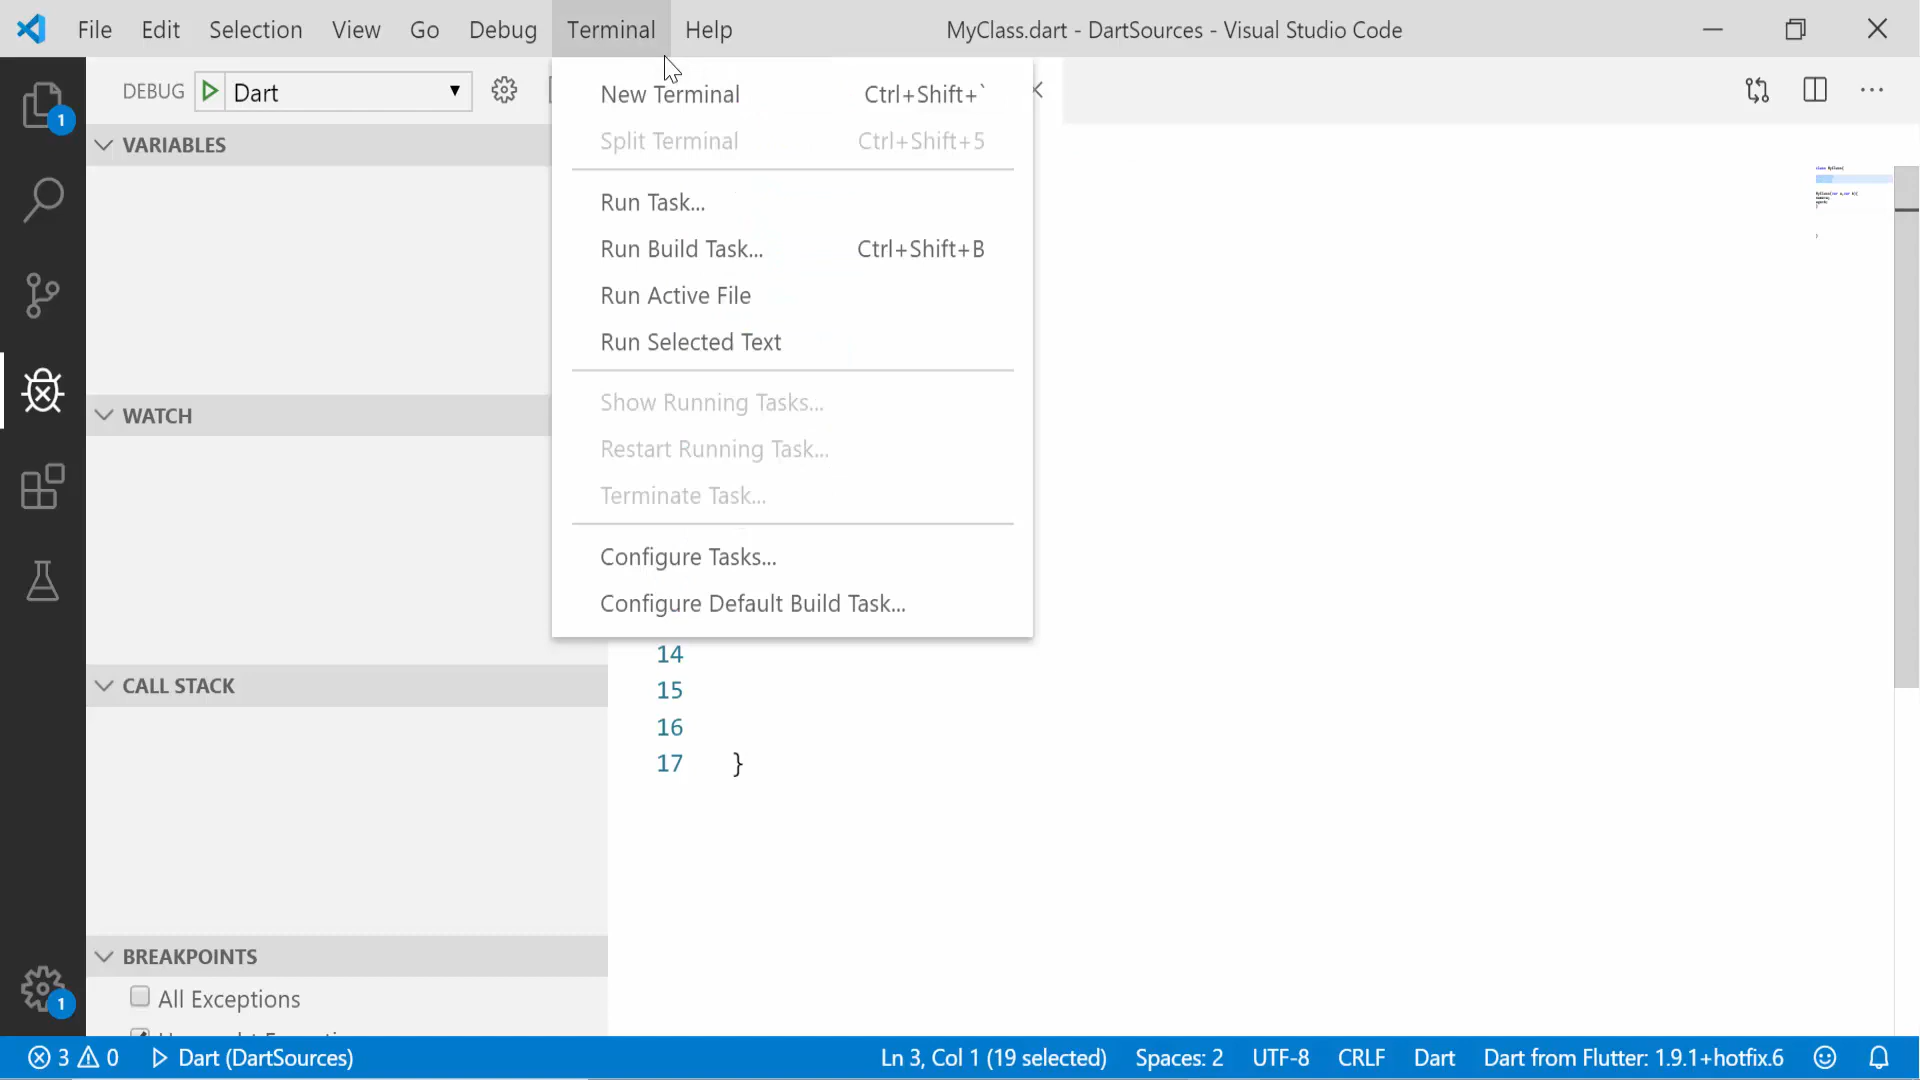 File Edit Selection View Go Debug Terminal Help MyClass.dart - DartSources - Visual Studio Code
DEBUG Dart
1
VARIABLES
WATCH
CALL STACK
BREAKPOINTS
All Exceptions
1
New Terminal Ctrl+Shift+`
Split Terminal Ctrl+Shift+5
Run Task...
Run Build Task... Ctrl+Shift+B
Run Active File
Run Selected Text
Show Running Tasks...
Restart Running Task...
Terminate Task...
Configure Tasks...
Configure Default Build Task...
14
15
16
17 }
3 0 Dart (DartSources) Ln 3, Col 1 (19 selected) Spaces: 2 UTF-8 CRLF Dart Dart from Flutter: 1.9.1+hotfix.6